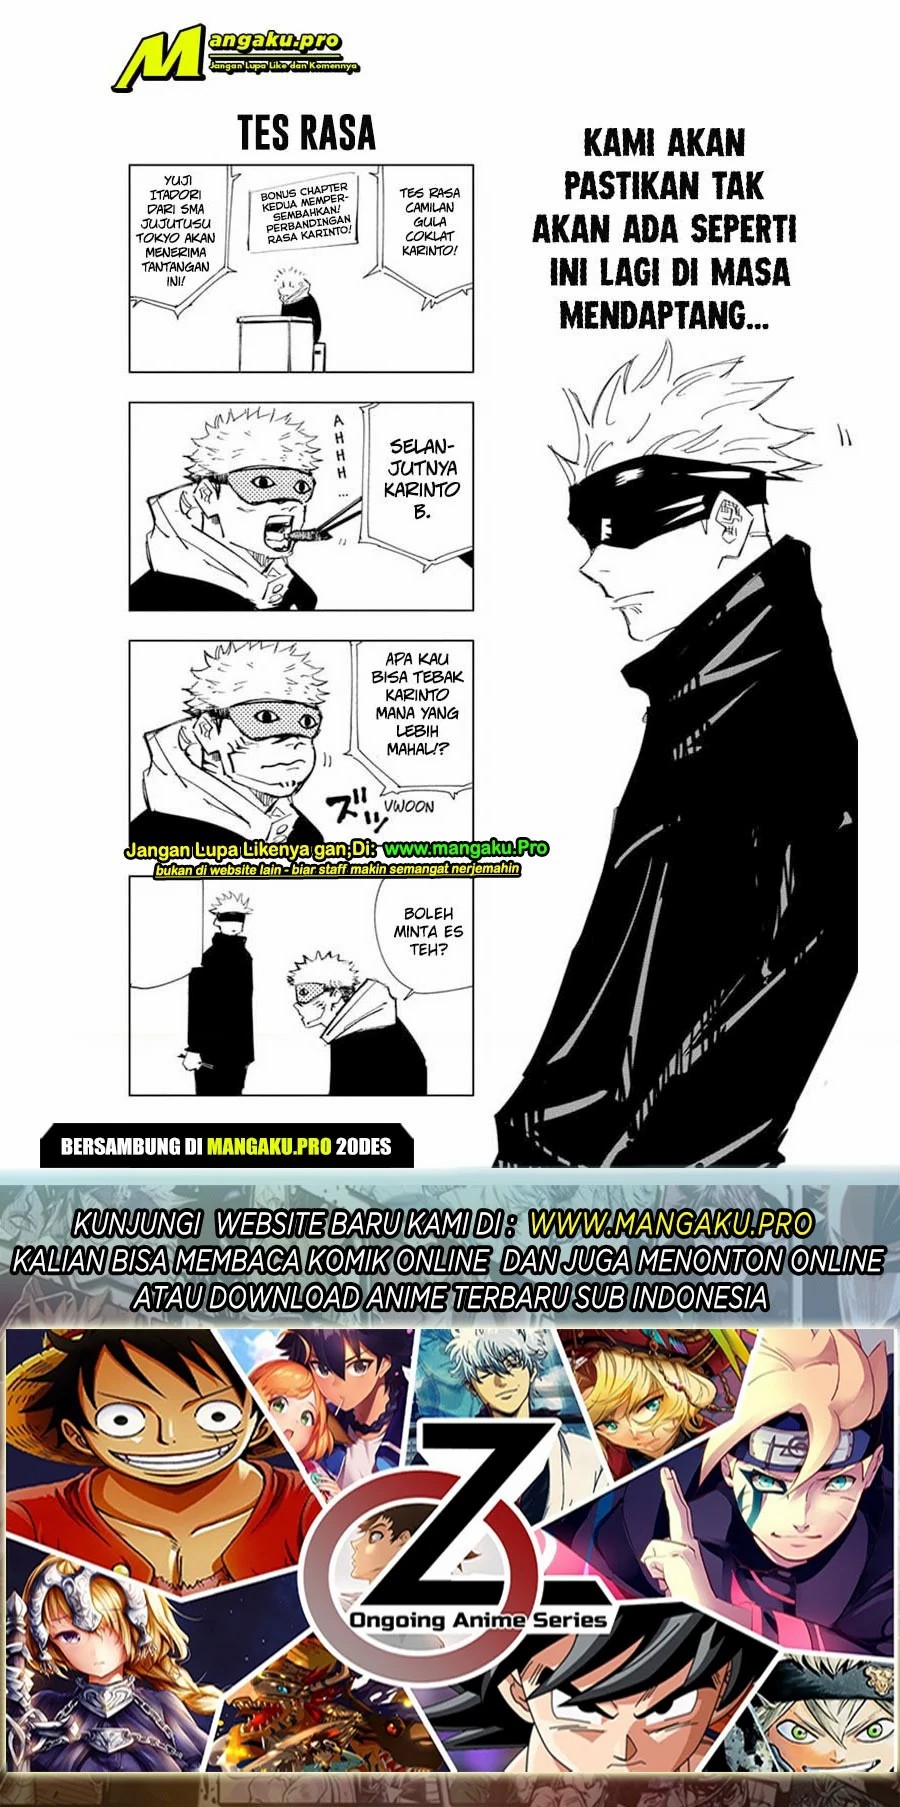 Mangaku.pro
Jangan Lupa Like dan Komennya
TES RASA
KAMI AKAN
PASTIKAN TAK
AKAN ADA SEPERTI
INI LAGI DI MASA
MENDAPTANG...
YUJI
ITADORI
DARI SMA
JUJUTUSU
TOKYO AKAN
MENERIMA
TANTANGAN
INI!
BONUS CHAPTER
KEDUA MEMPER-
SEMBAHKAN!
PERBANDINGAN
RASA KARINTO!
TES RASA
CAMILAN
GULA
COKLAT
KARINTO!
AHHH...
SELAN-
JUTNYA
KARINTO
B.
APA KAU
BISA TEBAK
KARINTO
MANA YANG
LEBIH
MAHAL!?
ズッ
VWOON
Jangan Lupa Likenya gan,Di: www.mangaku.Pro
bukan di website lain - biar staff makin semangat nerjemahin
BOLEH
MINTA ES
TEH?
BERSAMBUNG DI MANGAKU.PRO 20DES
KUNJUNGI WEBSITE BARU KAMI DI : WWW.MANGAKU.PRO
KALIAN BISA MEMBACA KOMIK ONLINE DAN JUGA MENONTON ONLINE
ATAU DOWNLOAD ANIME TERBARU SUB INDONESIA
OZ
Ongoing Anime Series